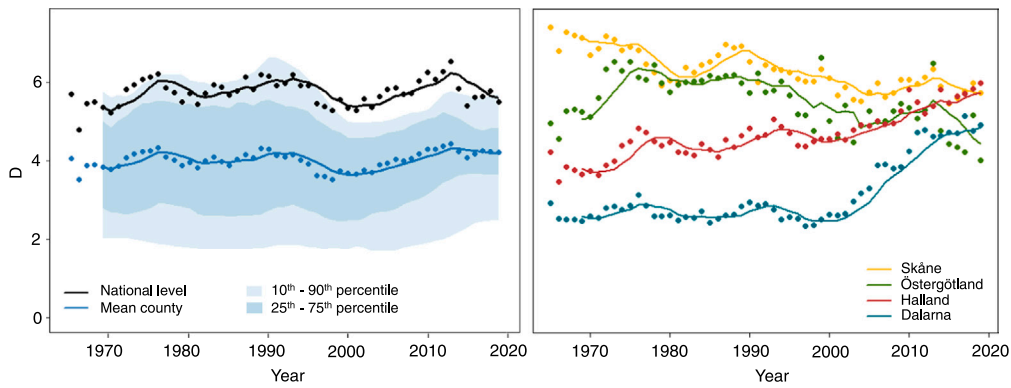 D
6
4
2
0
National level
Mean county
10th - 90th percentile
25th - 75th percentile
1970 1980 1990 2000 2010 2020
Year
Skåne
Östergötland
Halland
Dalarna
1970 1980 1990 2000 2010 2020
Year